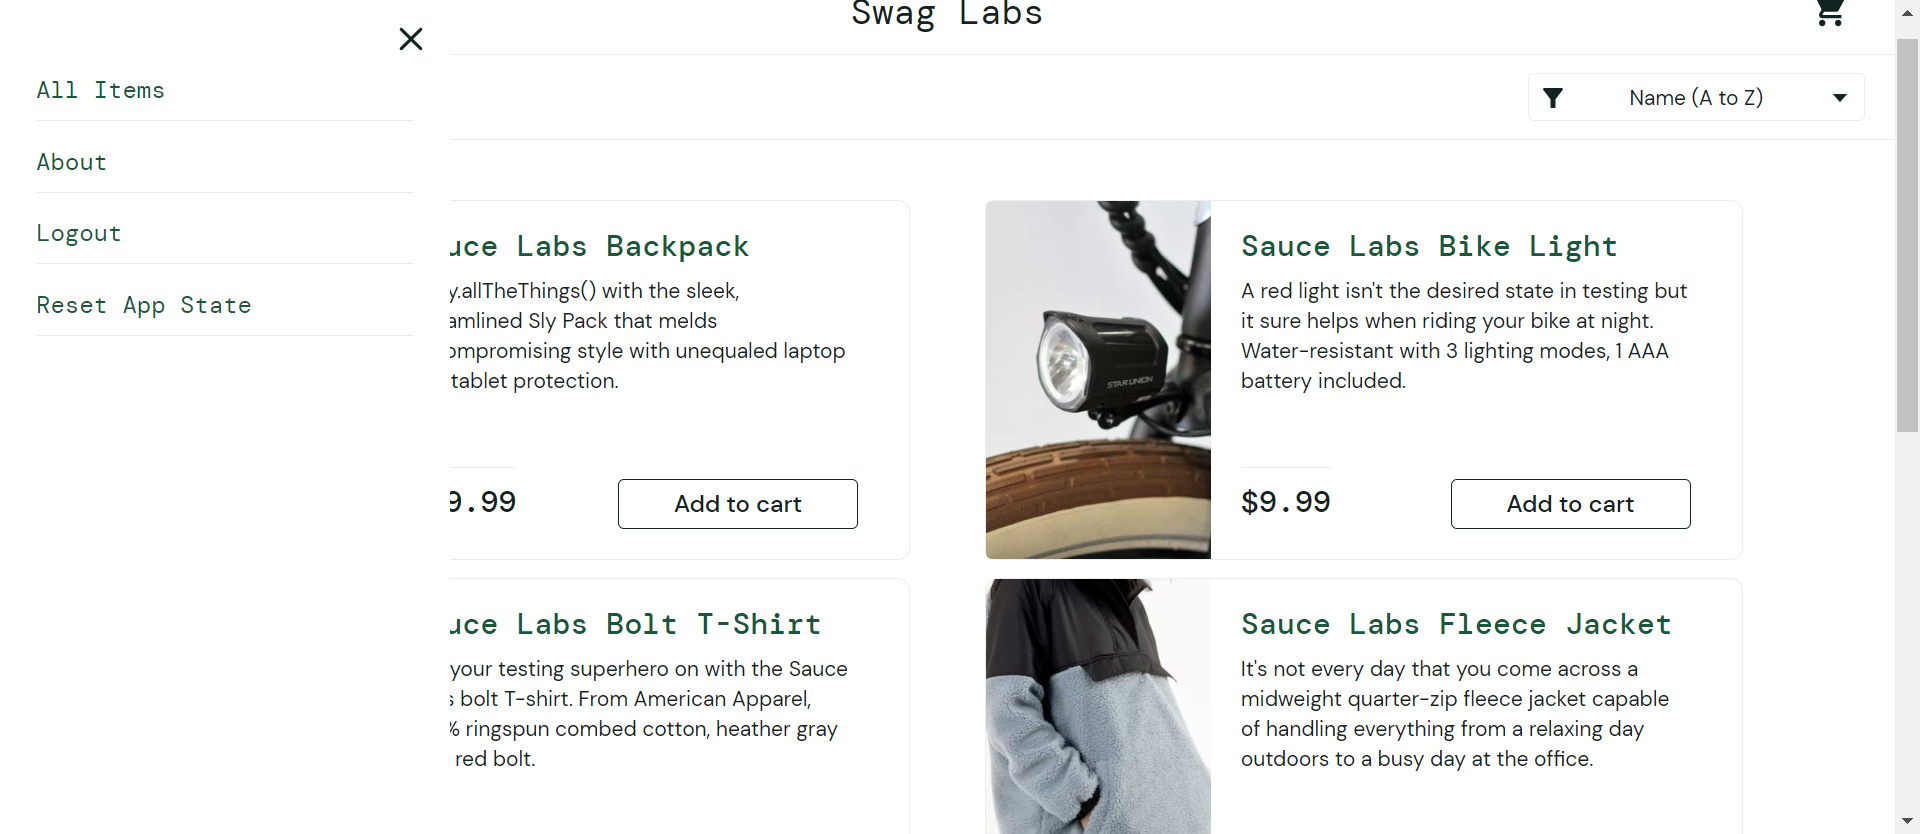 Swag Labs
All Items
About
Logout
Reset App State
Name (A to Z)
uce Labs Backpack
y.allTheThings() with the sleek,
amlined Sly Pack that melds
ompromising style with unequaled laptop
tablet protection.
9.99
Add to cart
STAR UNION
Sauce Labs Bike Light
A red light isn't the desired state in testing but
it sure helps when riding your bike at night.
Water-resistant with 3 lighting modes, 1 AAA
battery included.
$9.99
Add to cart
uce Labs Bolt T-Shirt
your testing superhero on with the Sauce
s bolt T-shirt. From American Apparel,
% ringspun combed cotton, heather gray
red bolt.
Sauce Labs Fleece Jacket
It's not every day that you come across a
midweight quarter-zip fleece jacket capable
of handling everything from a relaxing day
outdoors to a busy day at the office.